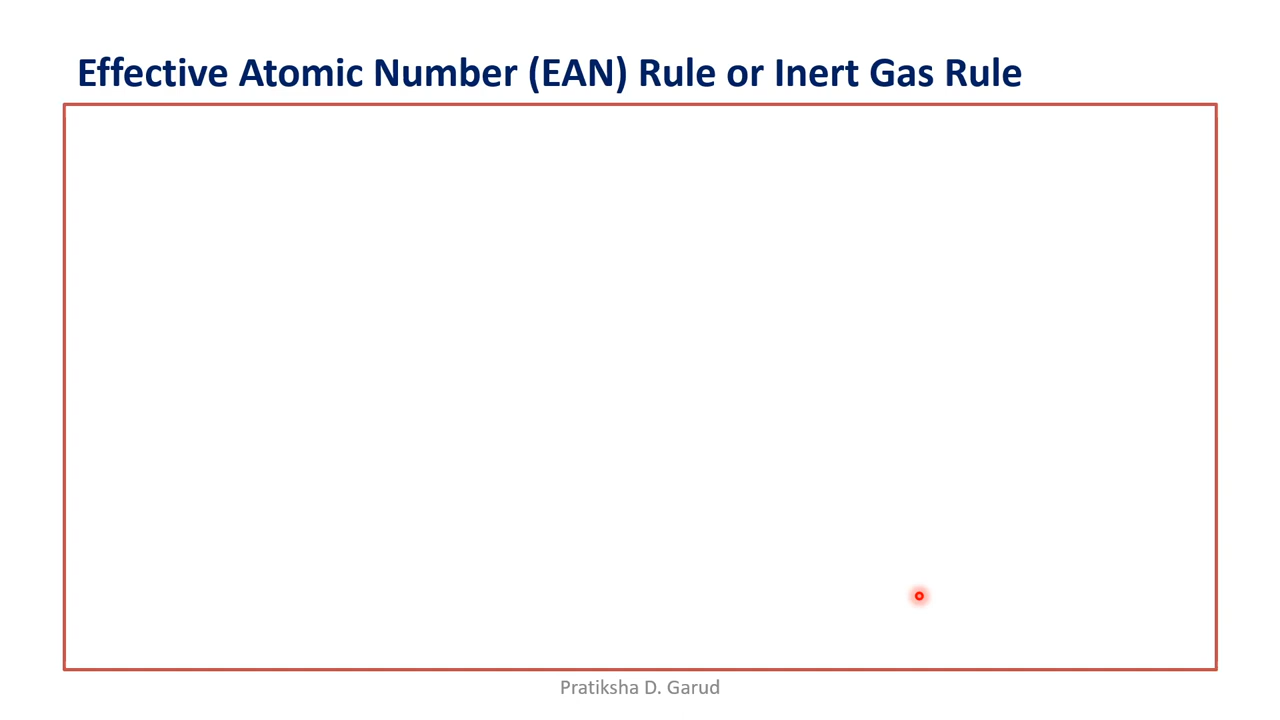 Effective Atomic Number (EAN) Rule or Inert Gas Rule
Pratiksha D. Garud